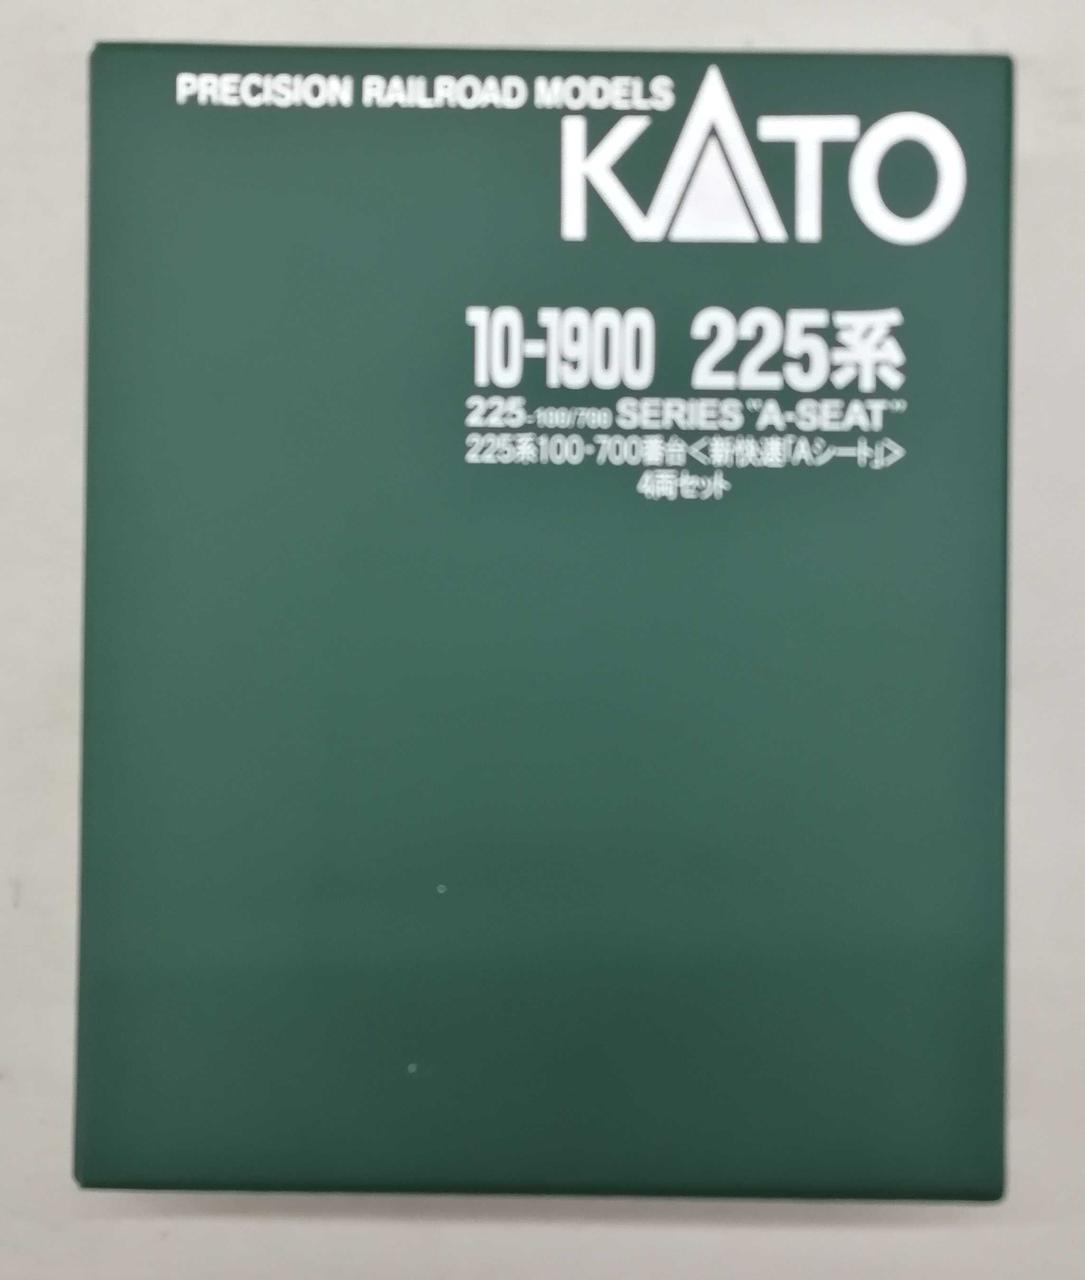 PRECISION RAILROAD MODELS
KATO
10-1900 225系
225-100/700 SERIES "A-SEAT"
225系100・700番台<新快速「Aシート」>
4両セット